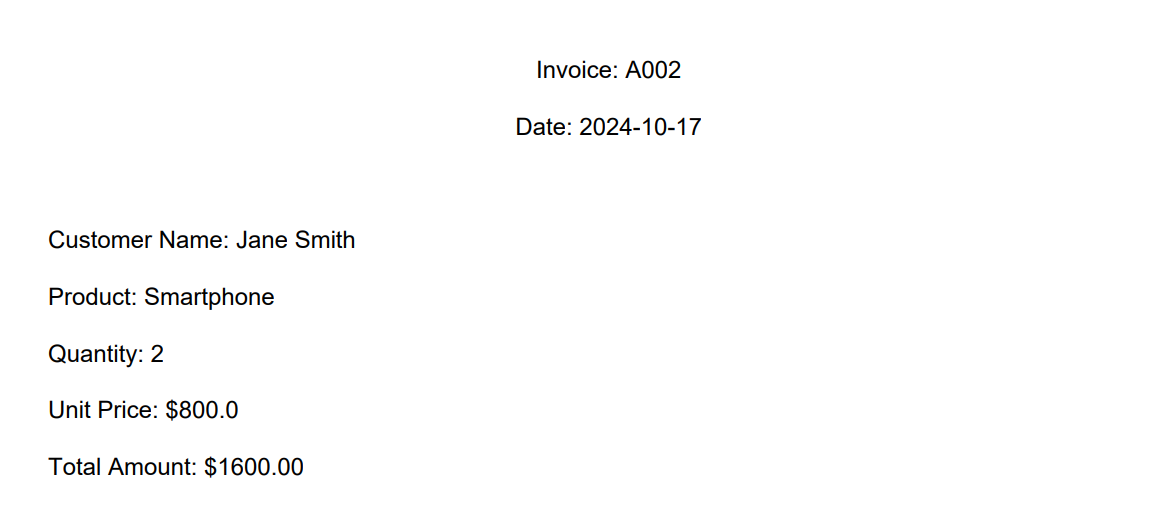 Invoice: A002
Date: 2024-10-17
Customer Name: Jane Smith
Product: Smartphone
Quantity: 2
Unit Price: $800.0
Total Amount: $1600.00